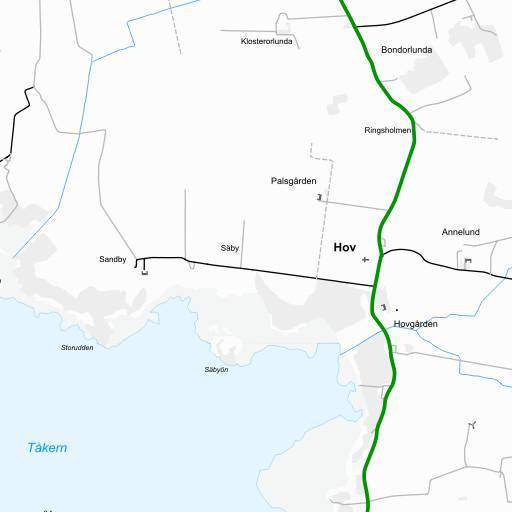 Klosterorlunda
Bondorlunda
Ringsholmen
Palsgården
Annelund
Hov
Säby
Sandby
Hovgården
Storudden
Säbyön
Tåkern